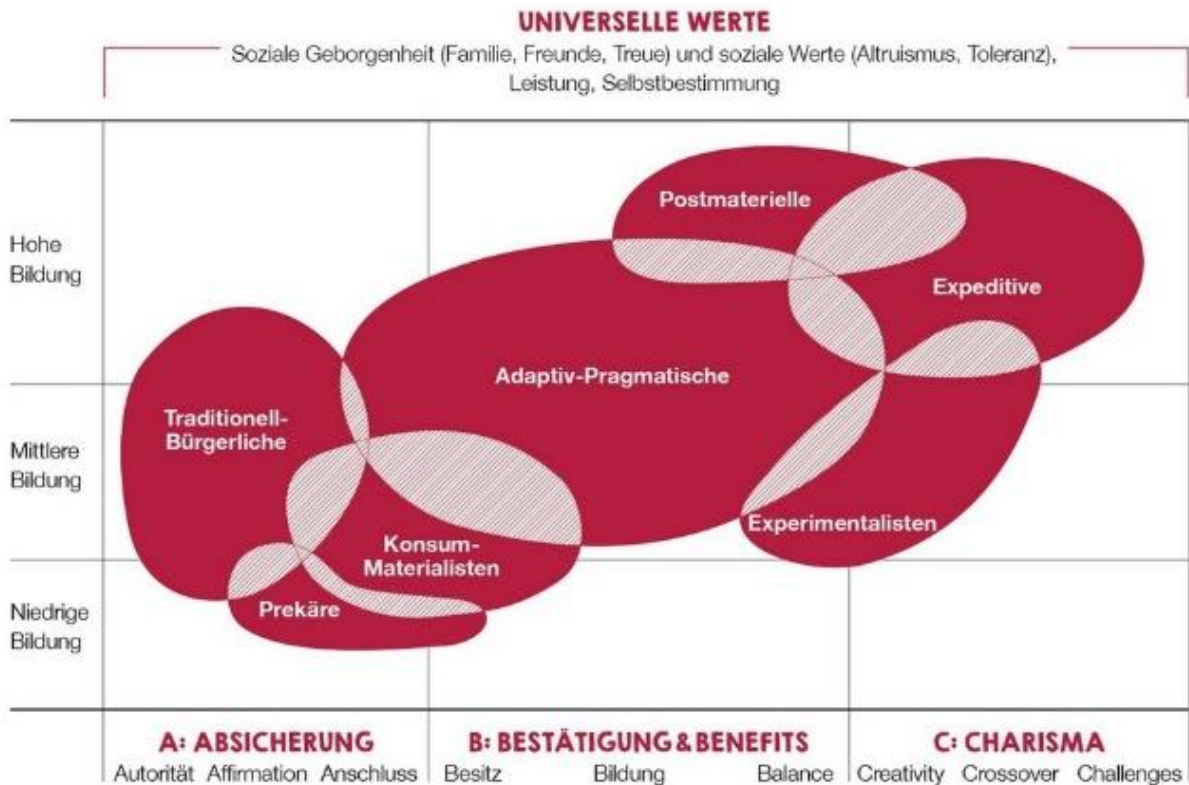 UNIVERSELLE WERTE
Soziale Geborgenheit (Familie, Freunde, Treue) und soziale Werte (Altruismus, Toleranz),
Leistung, Selbstbestimmung
Hohe
Bildung
Postmaterielle
Expeditive
Adaptiv-Pragmatische
Mittlere
Bildung
Traditionell-
Bürgerliche
Experimentalisten
Konsum-
Materialisten
Niedrige
Bildung
Prekäre
A: ABSICHERUNG
Autorität Affirmation Anschluss
B: BESTÄTIGUNG & BENEFITS
Besitz Bildung Balance
C: CHARISMA
Creativity Crossover Challenges